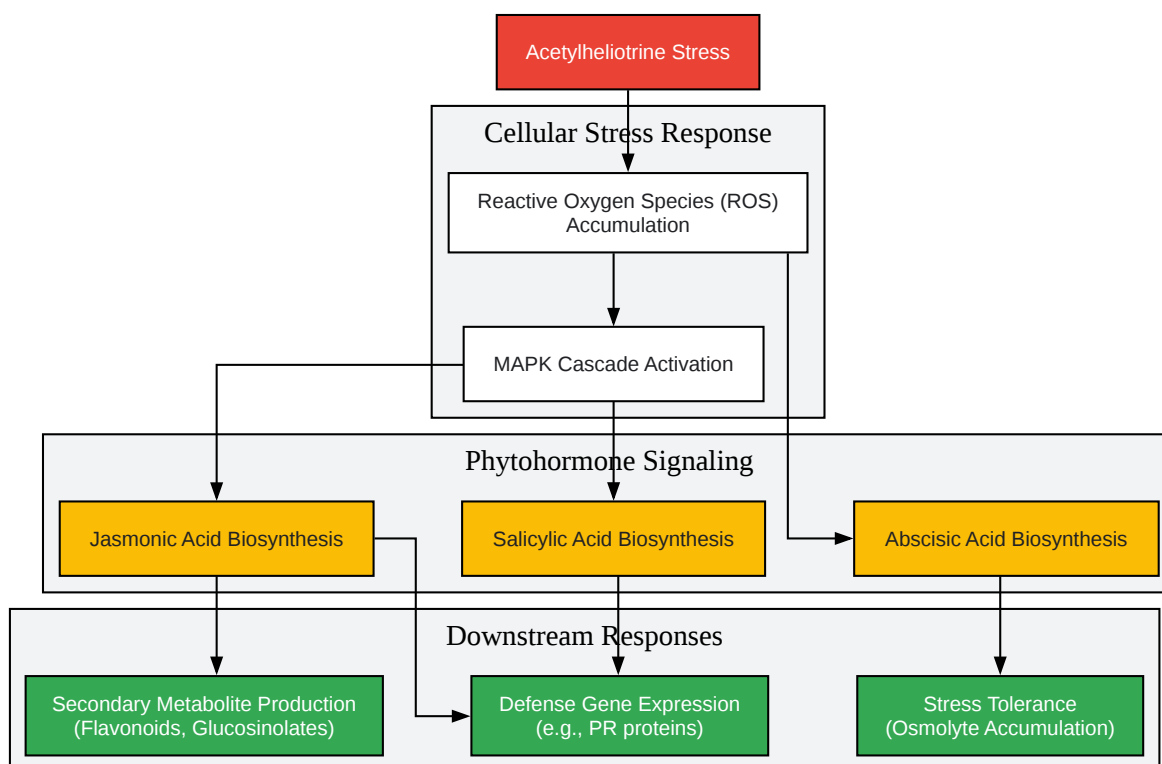 Acetylheliotrine Stress
Cellular Stress Response
Reactive Oxygen Species (ROS)
Accumulation
MAPK Cascade Activation
Phytohormone Signaling
Jasmonic Acid Biosynthesis
Salicylic Acid Biosynthesis
Abscisic Acid Biosynthesis
Downstream Responses
Secondary Metabolite Production
(Flavonoids, Glucosinolates)
Defense Gene Expression
(e.g., PR proteins)
Stress Tolerance
(Osmolyte Accumulation)